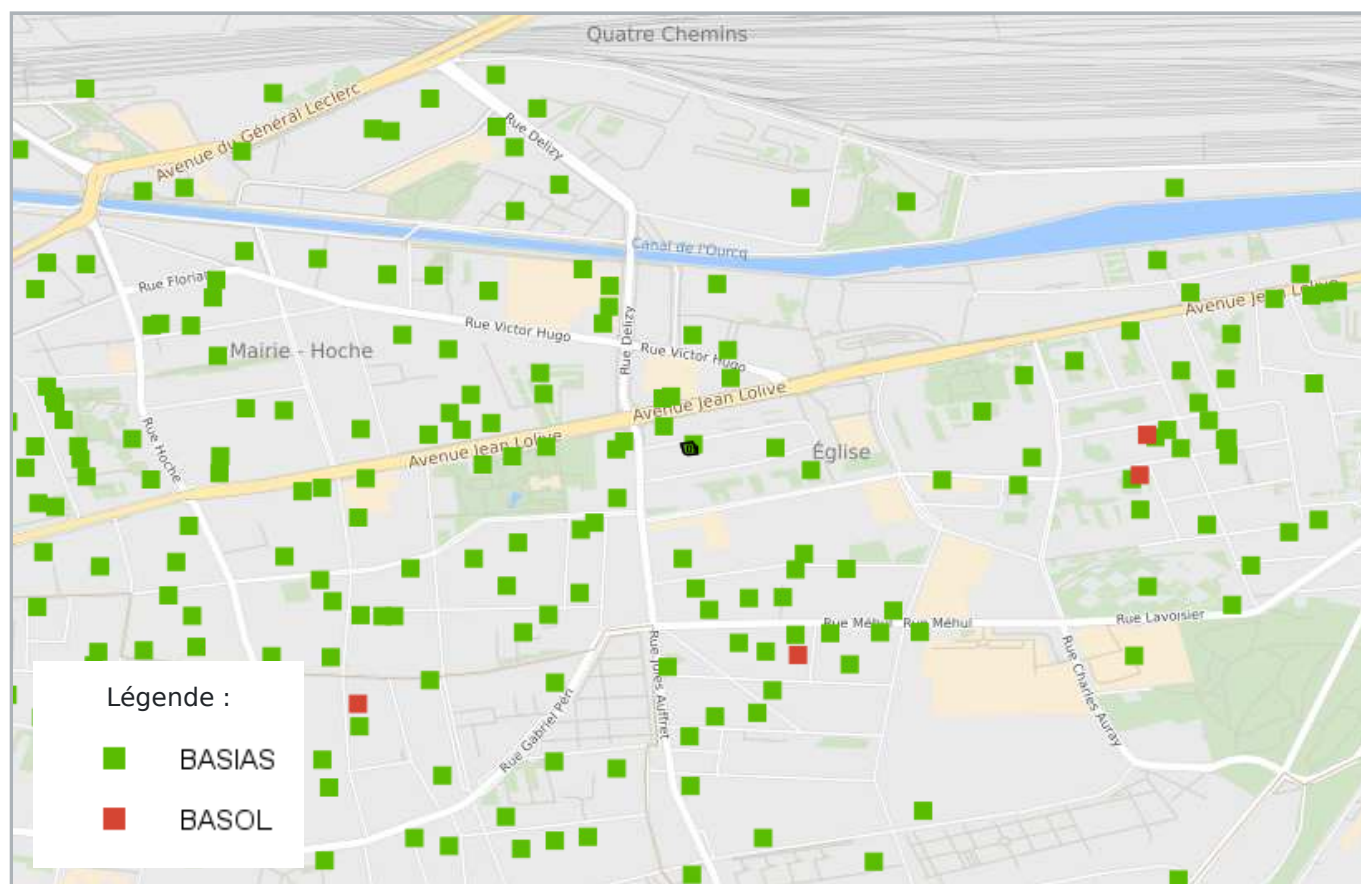 Quatre Chemins
Avenue du Général Leclerc
Rue Delizy
Canal de l'Ourcq
Rue Florian
Avenue Jean Lolive
Rue Victor Hugo
Rue Delizy
Rue Victor Hugo
Mairie - Hoche
Avenue Jean Lolive
Rue Hoche
Avenue Jean Lolive
Église
Rue Méhul
Rue Méhul
Rue Lavoisier
Rue Jules Auffret
Rue Charles Auray
Rue Gabriel Péri
Légende :
BASIAS
BASOL